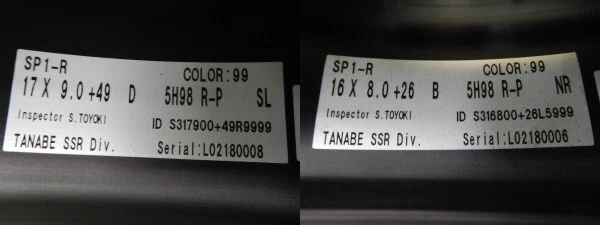 SP1-R COLOR:99
17 X 9.0+49 D 5H98 R-P SL
Inspector S.TOYOKI ID S317900+49R9999
TANABE SSR Div. Serial:L02180008
SP1-R COLOR:99
16 X 8.0+26 B 5H98 R-P NR
Inspector S.TOYOKI ID S316800+26L5999
TANABE SSR Div. Serial:L02180006